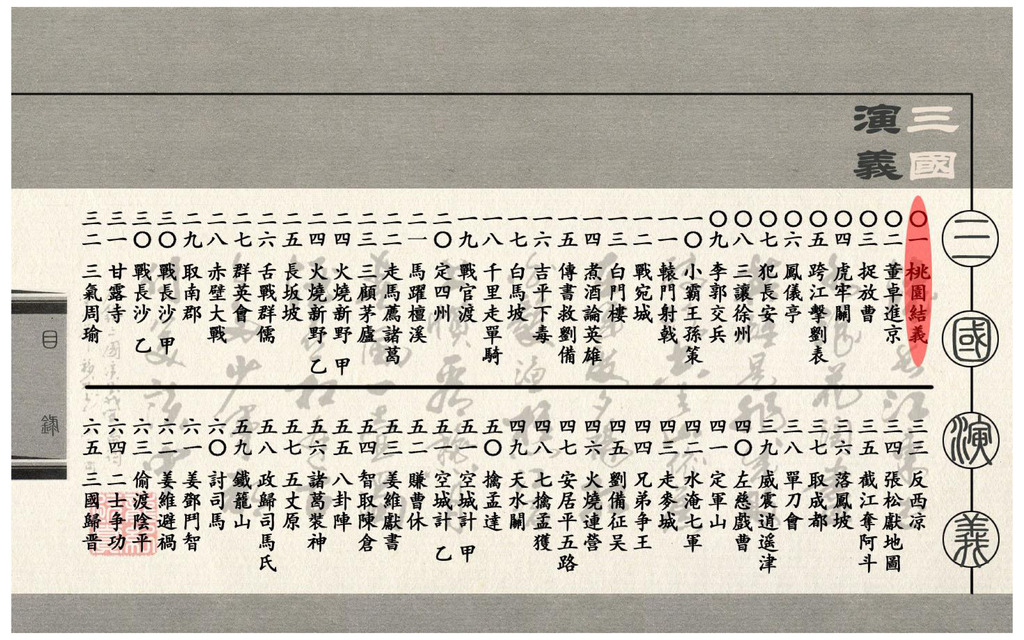 三國
演義
〇一 桃園結義
〇二 董卓進京
〇三 捉放曹
〇四 虎牢關
〇五 跨江擊劉表
〇六 鳳儀亭
〇七 犯長安
〇八 三讓徐州
〇九 李郭交兵
一〇 小霸王孫策
一一 轅門射戟
一二 戰宛城
一三 白門樓
一四 煮酒論英雄
一五 傳書救劉備
一六 吉平下毒
一七 白馬坡
一八 千里走單騎
一九 戰官渡
二〇 定四州
二一 馬躍檀溪
二二 走馬薦諸葛
二三 三顧茅廬
二四 火燒新野 甲
二四 火燒新野 乙
二五 長坂坡
二六 舌戰群儒
二七 群英會
二八 赤壁大戰
二九 取南郡
三〇 戰長沙 甲
三〇 戰長沙 乙
三一 甘露寺
三二 三氣周瑜
三三 反西凉
三四 張松獻地圖
三五 截江奪阿斗
三六 落鳳坡
三七 取成都
三八 單刀會
三九 威震逍遥津
四〇 左慈戲曹
四一 定軍山
四二 水淹七軍
四三 走麥城
四四 兄弟争王
四五 劉備征吴
四六 火燒連營
四七 安居平五路
四八 七擒孟獲
四九 天水關
五〇 擒孟達
五一 空城計 甲
五一 空城計 乙
五二 賺曹休
五三 姜維獻書
五四 智取陳倉
五五 八卦陣
五六 諸葛裝神
五七 五丈原
五八 政歸司馬氏
五九 鐵籠山
六〇 討司馬
六一 姜鄧鬥智
六二 姜維避禍
六三 偷渡陰平
六四 二士争功
六五 三國歸晋
三國演義
目錄